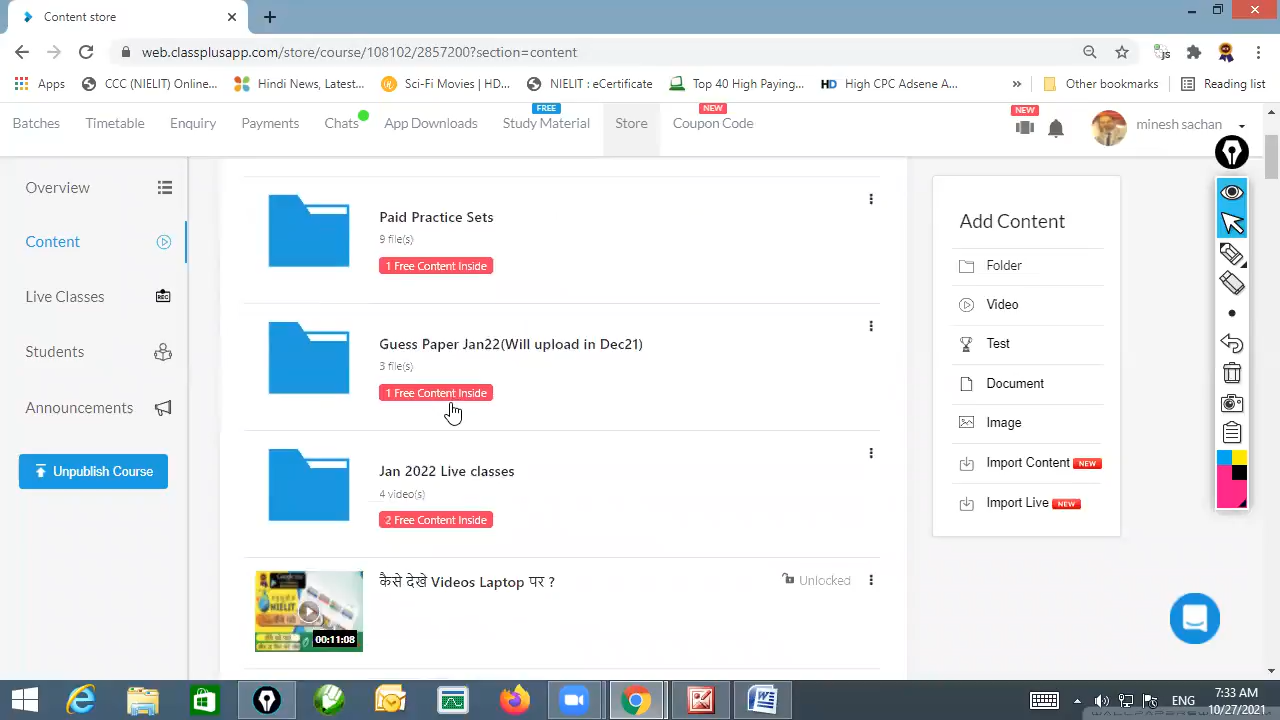 Content store
web.classplusapp.com/store/course/108102/2857200?section=content
Apps
CCC (NIELIT) Online...
Hindi News, Latest...
Sci-Fi Movies | HD...
NIELIT : eCertificate
Top 40 High Paying...
HD High CPC Adsene A...
Other bookmarks
Reading list
Batches
Timetable
Enquiry
Payments
Chats
App Downloads
FREE
Study Material
Store
NEW
Coupon Code
NEW
minesh sachan
Overview
Content
Live Classes
REC
Students
Announcements
Unpublish Course
Paid Practice Sets
9 file(s)
1 Free Content Inside
Guess Paper Jan22(Will upload in Dec21)
3 file(s)
1 Free Content Inside
Jan 2022 Live classes
4 video(s)
2 Free Content Inside
कैसे देखे Videos Laptop पर ?
Unlocked
NIELIT
00:11:08
Add Content
Folder
Video
Test
Document
Image
Import Content NEW
Import Live NEW
ENG
7:33 AM
10/27/2021